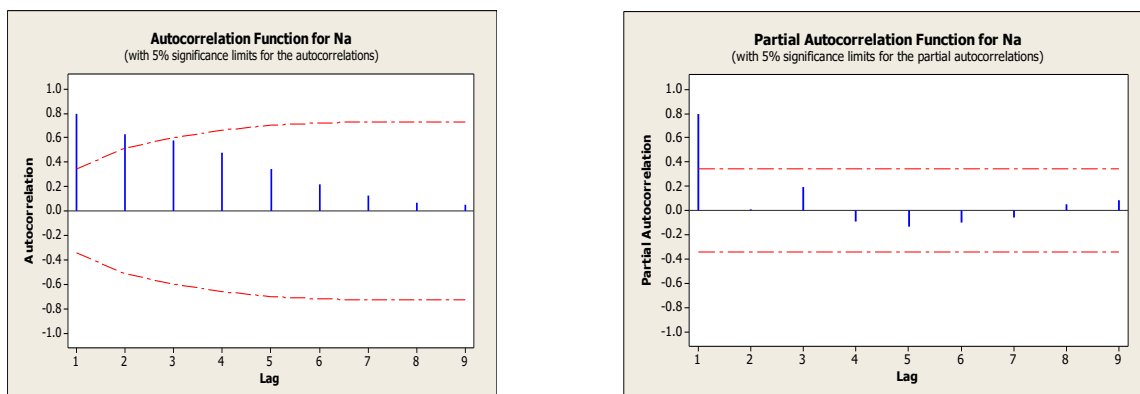 Autocorrelation Function for Na
(with 5% significance limits for the autocorrelations)
Autocorrelation
1.0
0.8
0.6
0.4
0.2
0.0
-0.2
-0.4
-0.6
-0.8
-1.0
1 2 3 4 5 6 7 8 9
Lag
Partial Autocorrelation Function for Na
(with 5% significance limits for the partial autocorrelations)
Partial Autocorrelation
1.0
0.8
0.6
0.4
0.2
0.0
-0.2
-0.4
-0.6
-0.8
-1.0
1 2 3 4 5 6 7 8 9
Lag